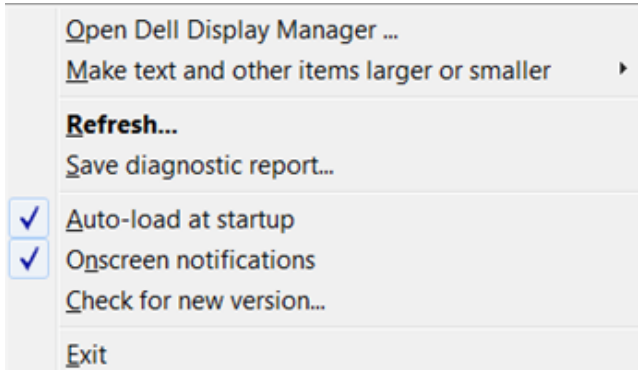 Open Dell Display Manager ...
Make text and other items larger or smaller
Refresh...
Save diagnostic report...
Auto-load at startup
Onscreen notifications
Check for new version...
Exit